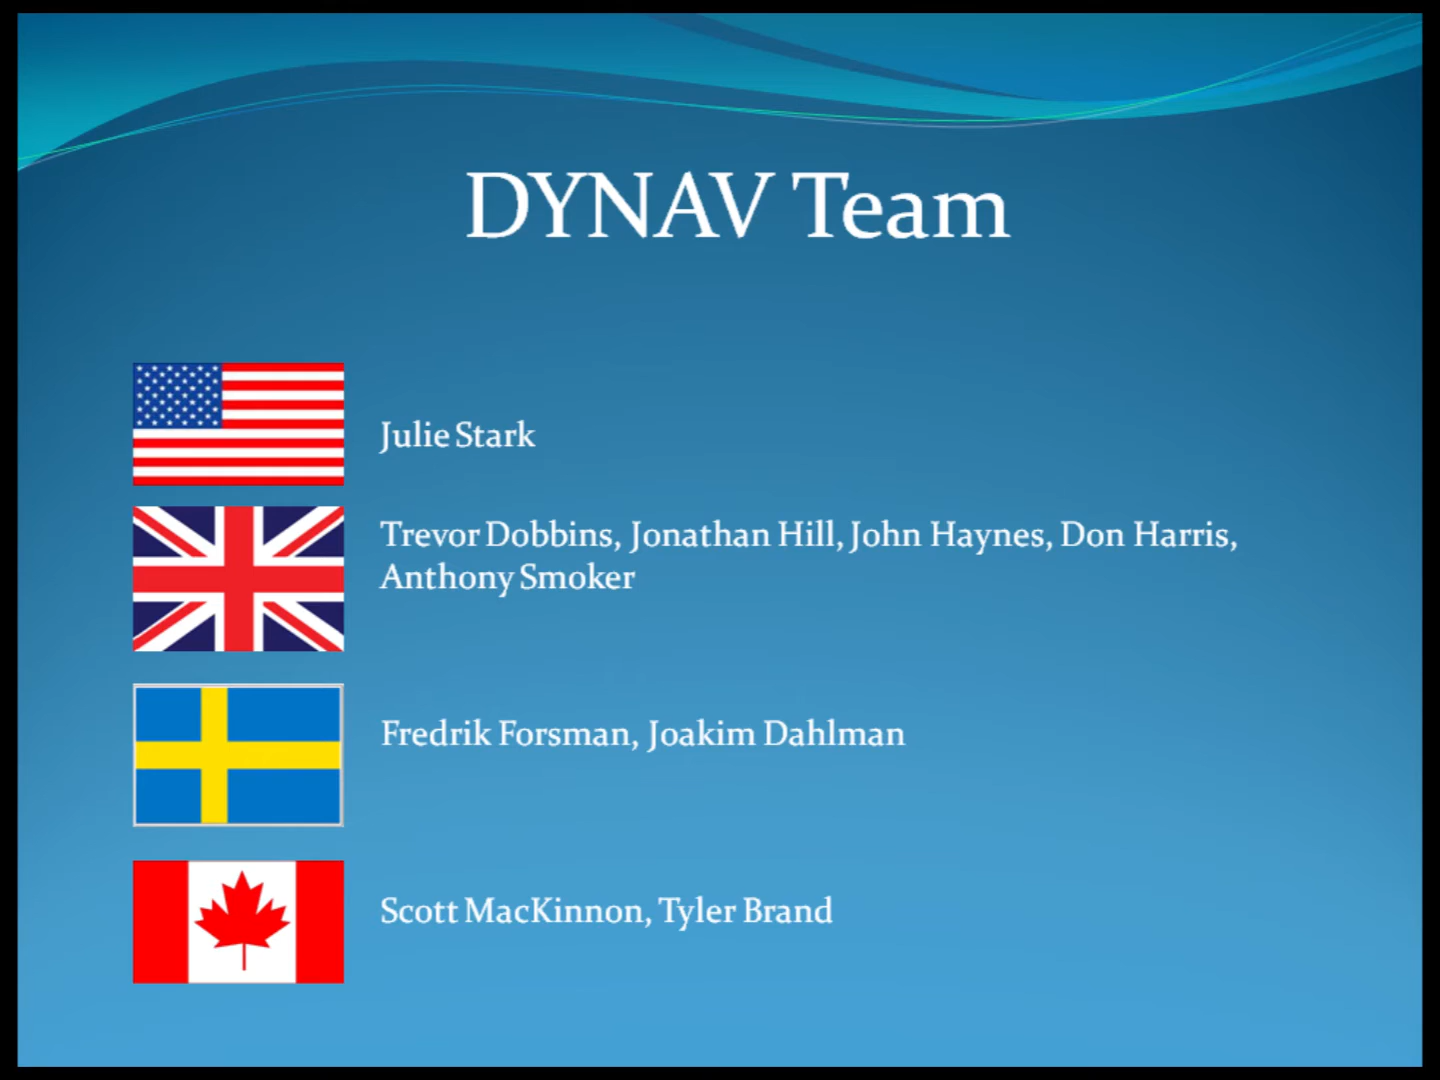 DYNAV Team
Julie Stark
Trevor Dobbins, Jonathan Hill, John Haynes, Don Harris,
Anthony Smoker
Fredrik Forsman, Joakim Dahlman
Scott MacKinnon, Tyler Brand